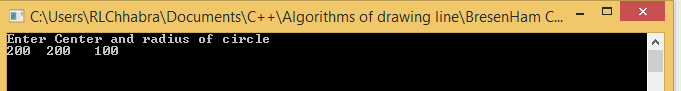 C:\Users\RLChhabra\Documents\C++\Algorithms of drawing line\BresenHam C...
Enter Center and radius of circle
200  200   100